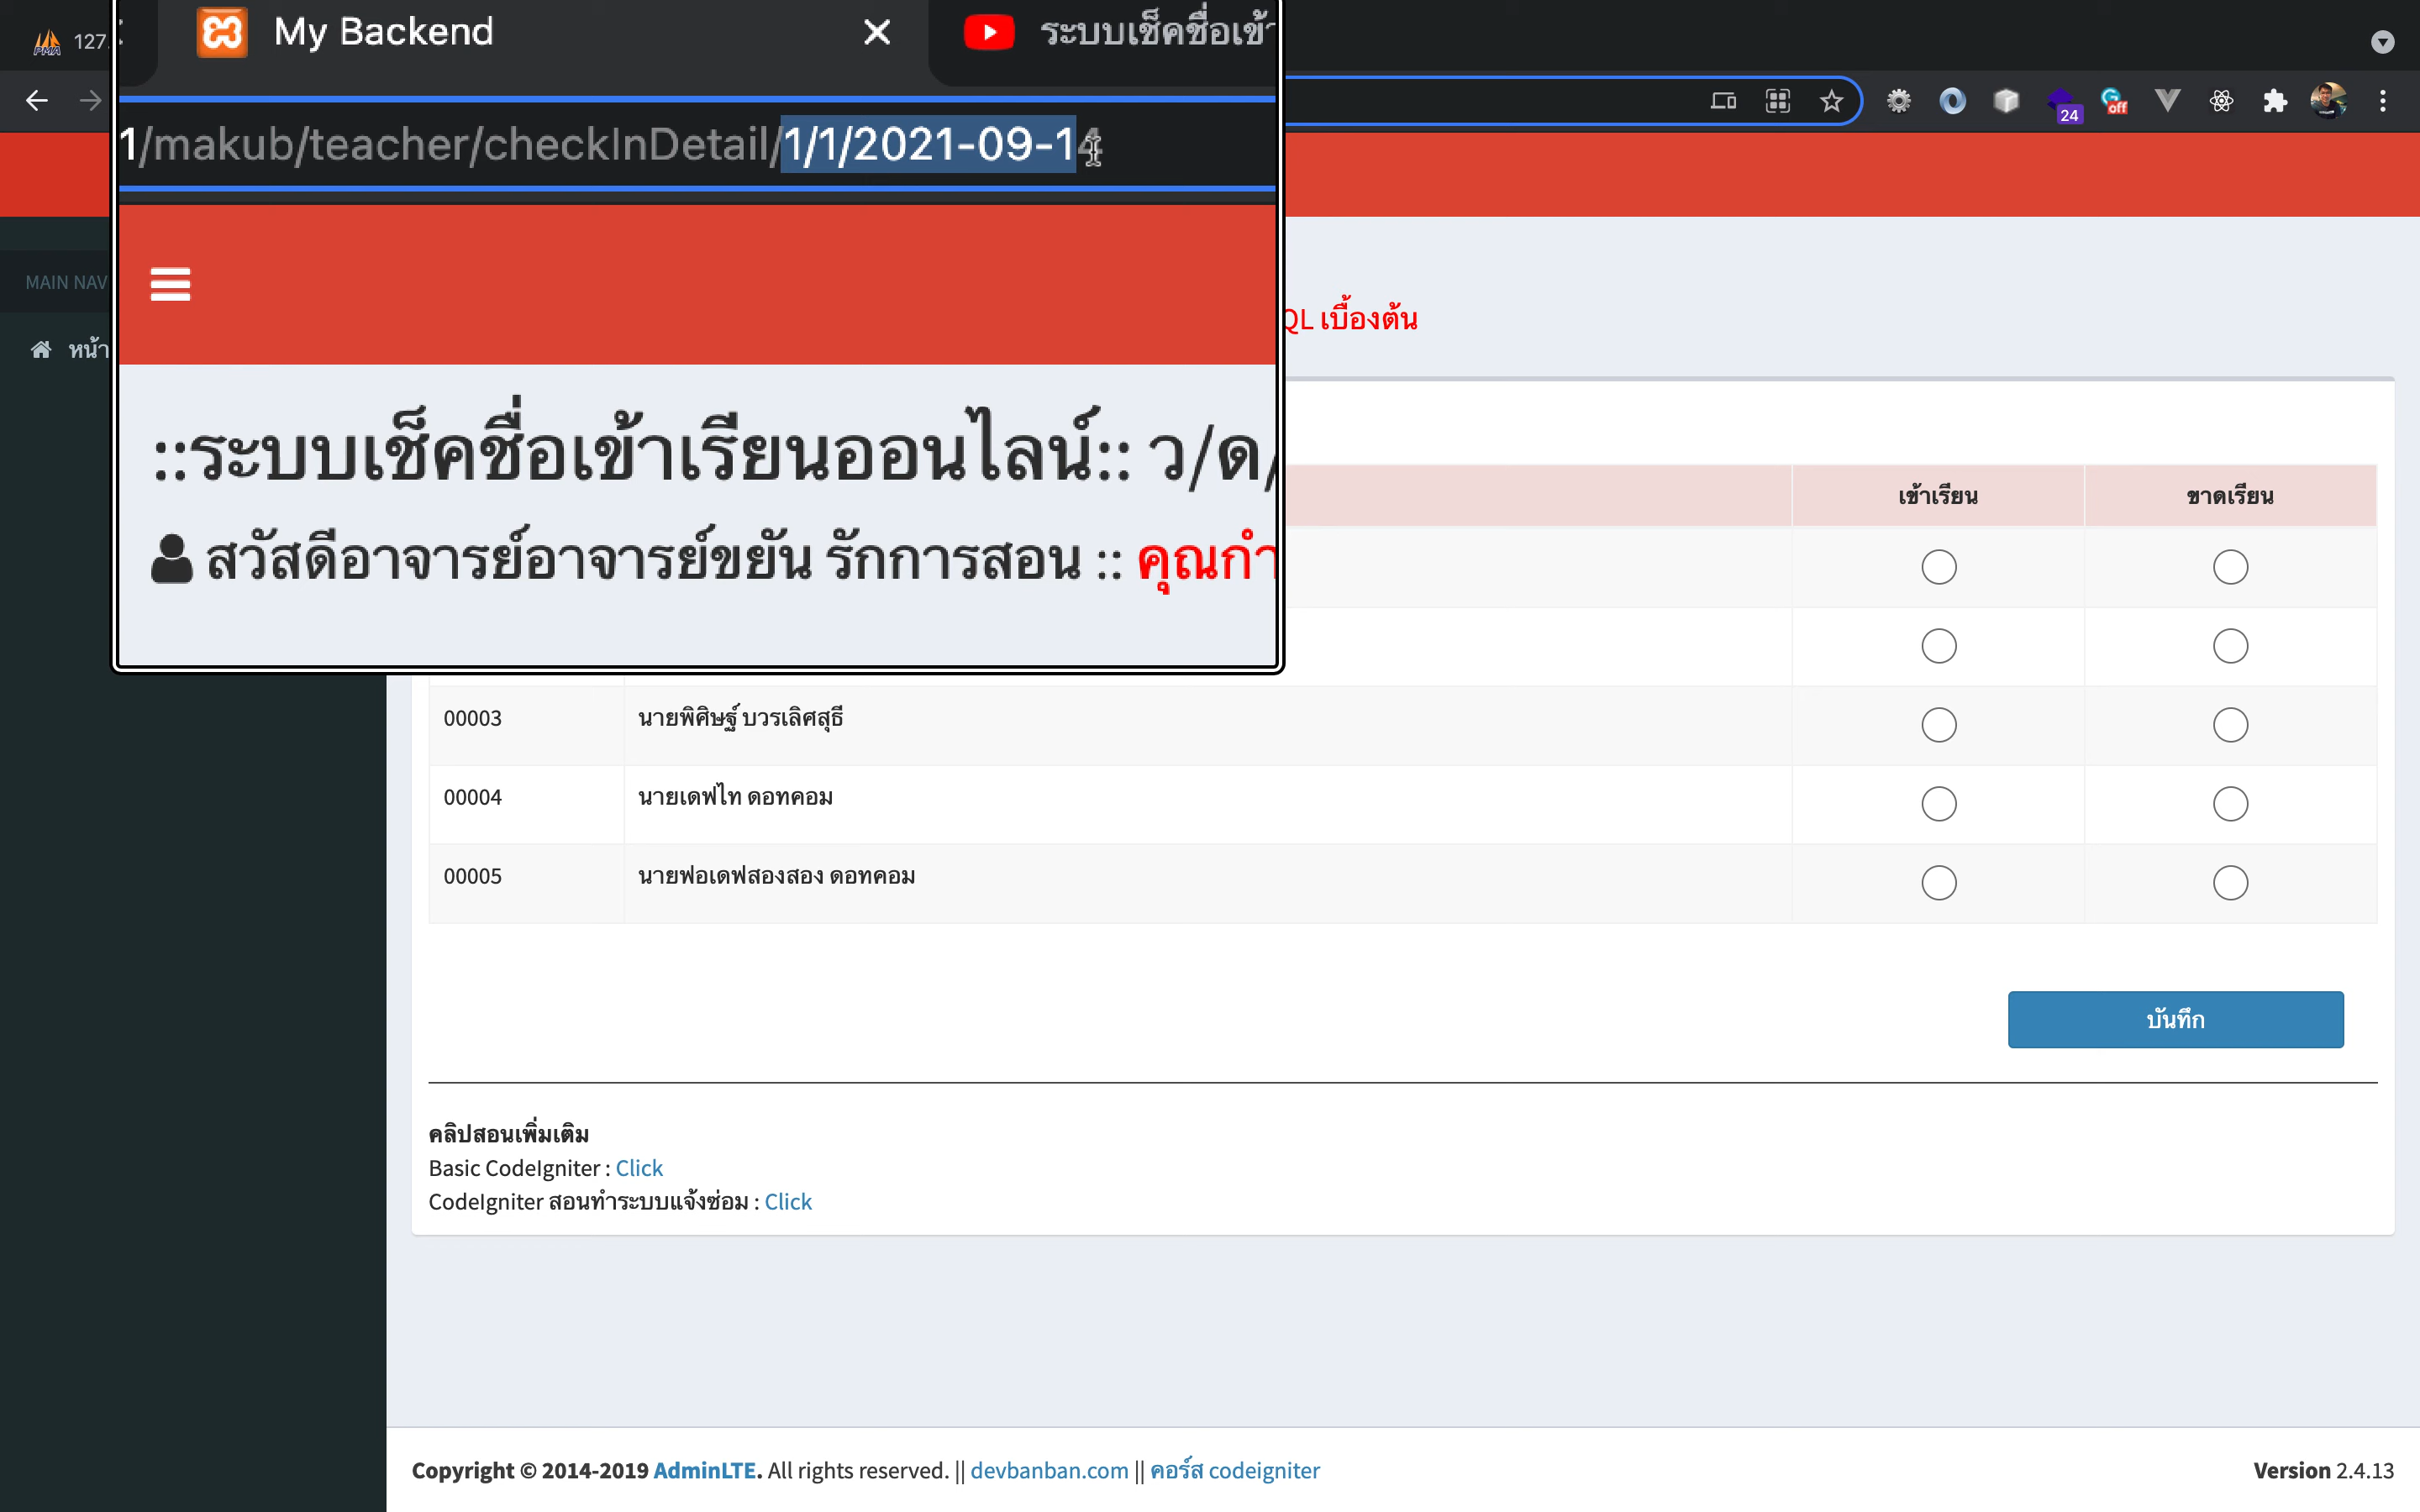 127.
My Backend
ระบบเช็คชื่อเข้า
1/makub/teacher/checkInDetail/1/1/2021-09-14
24
off
MAIN NAV
หน้า
::ระบบเช็คชื่อเข้าเรียนออนไลน์:: ว/ด/
สวัสดีอาจารย์อาจารย์ขยัน รักการสอน :: คุณกำ
QL เบื้องต้น
เข้าเรียน ขาดเรียน
00003 นายพิศิษฐ์ บวรเลิศสุธี
00004 นายเดฟไท ดอทคอม
00005 นายฟอเดฟสองสอง ดอทคอม
บันทึก
คลิปสอนเพิ่มเติม
Basic CodeIgniter : Click
CodeIgniter สอนทำระบบแจ้งซ่อม : Click
Copyright © 2014-2019 AdminLTE. All rights reserved. || devbanban.com || คอร์ส codeigniter
Version 2.4.13